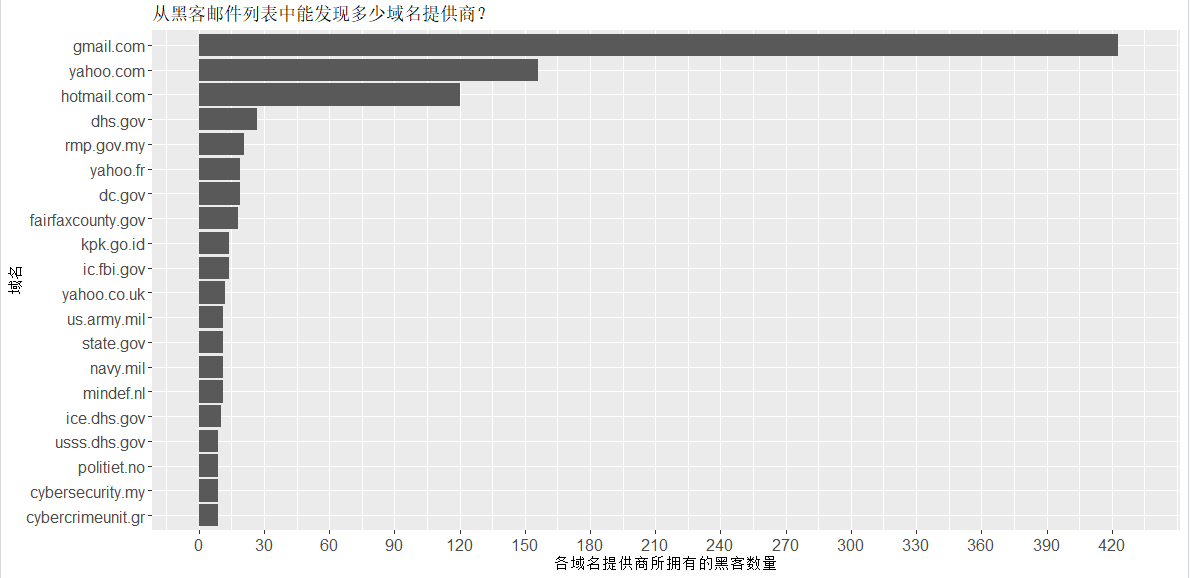 从黑客邮件列表中能发现多少域名提供商?
gmail.com
yahoo.com
hotmail.com
dhs.gov
rmp.gov.my
yahoo.fr
dc.gov
fairfaxcounty.gov
kpk.go.id
ic.fbi.gov
yahoo.co.uk
us.army.mil
state.gov
navy.mil
mindef.nl
ice.dhs.gov
usss.dhs.gov
politiet.no
cybersecurity.my
cybercrimeunit.gr
域名
0 30 60 90 120 150 180 210 240 270 300 330 360 390 420
各域名提供商所拥有的黑客数量